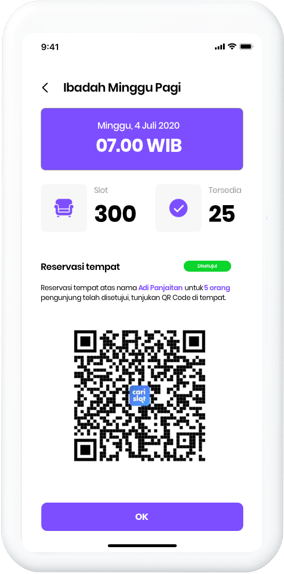 9:41
Ibadah Minggu Pagi
Minggu, 4 Juli 2020
07.00 WIB
Slot
300
Tersedia
25
Reservasi tempat
Disetujui
Reservasi tempat atas nama Adi Panjaitan untuk 5 orang
pengunjung telah disetujui, tunjukan QR Code di tempat.
cari
slot
OK